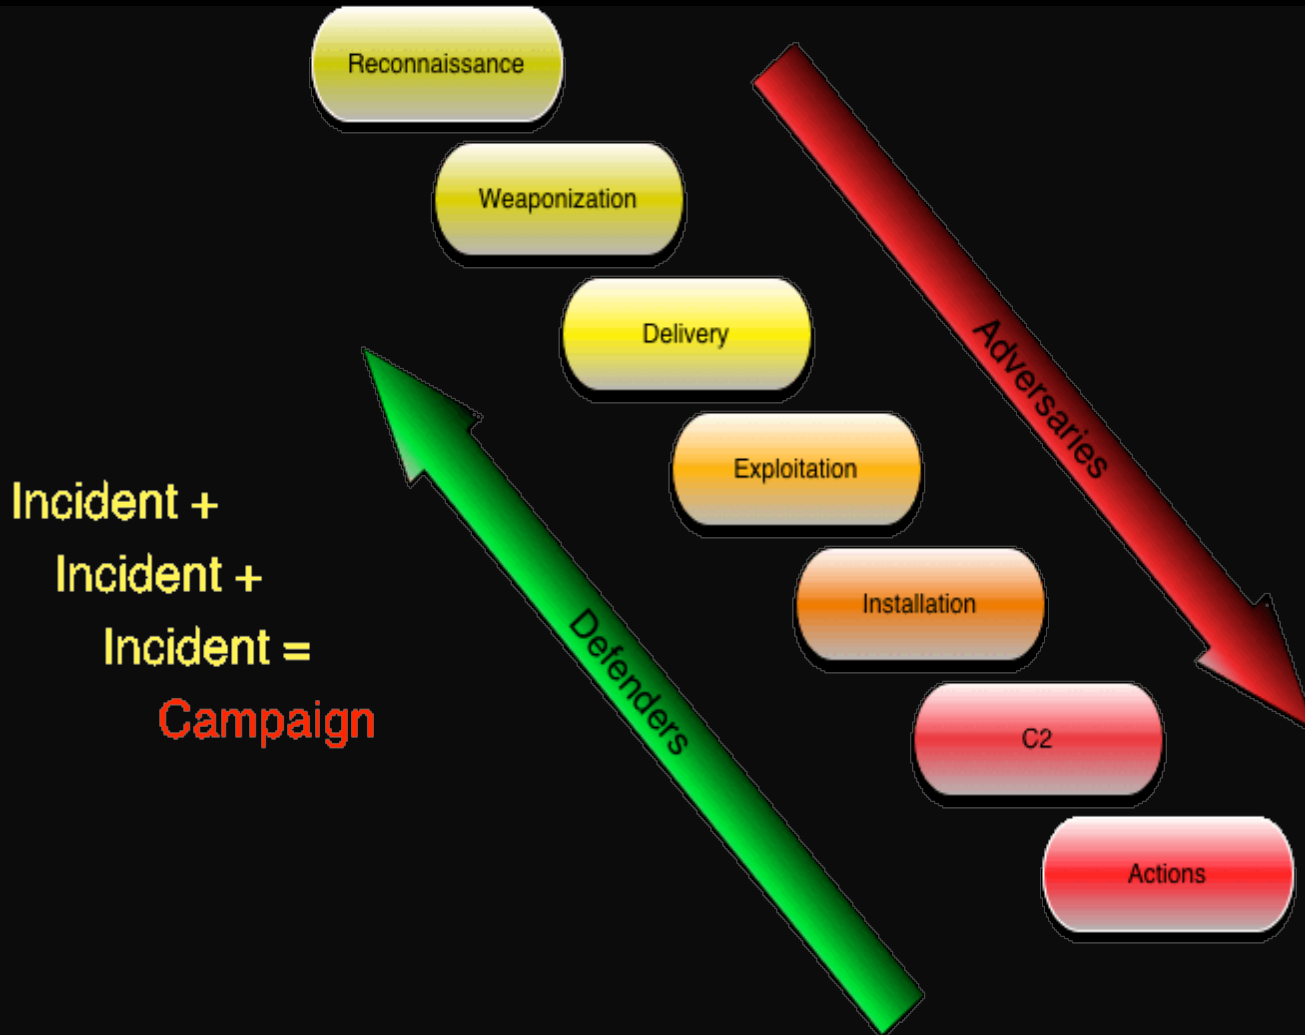 Reconnaissance
Weaponization
Delivery
Adversaries
Exploitation
Incident +
Incident +
Installation
Incident =
Defenders
Campaign
C2
Actions